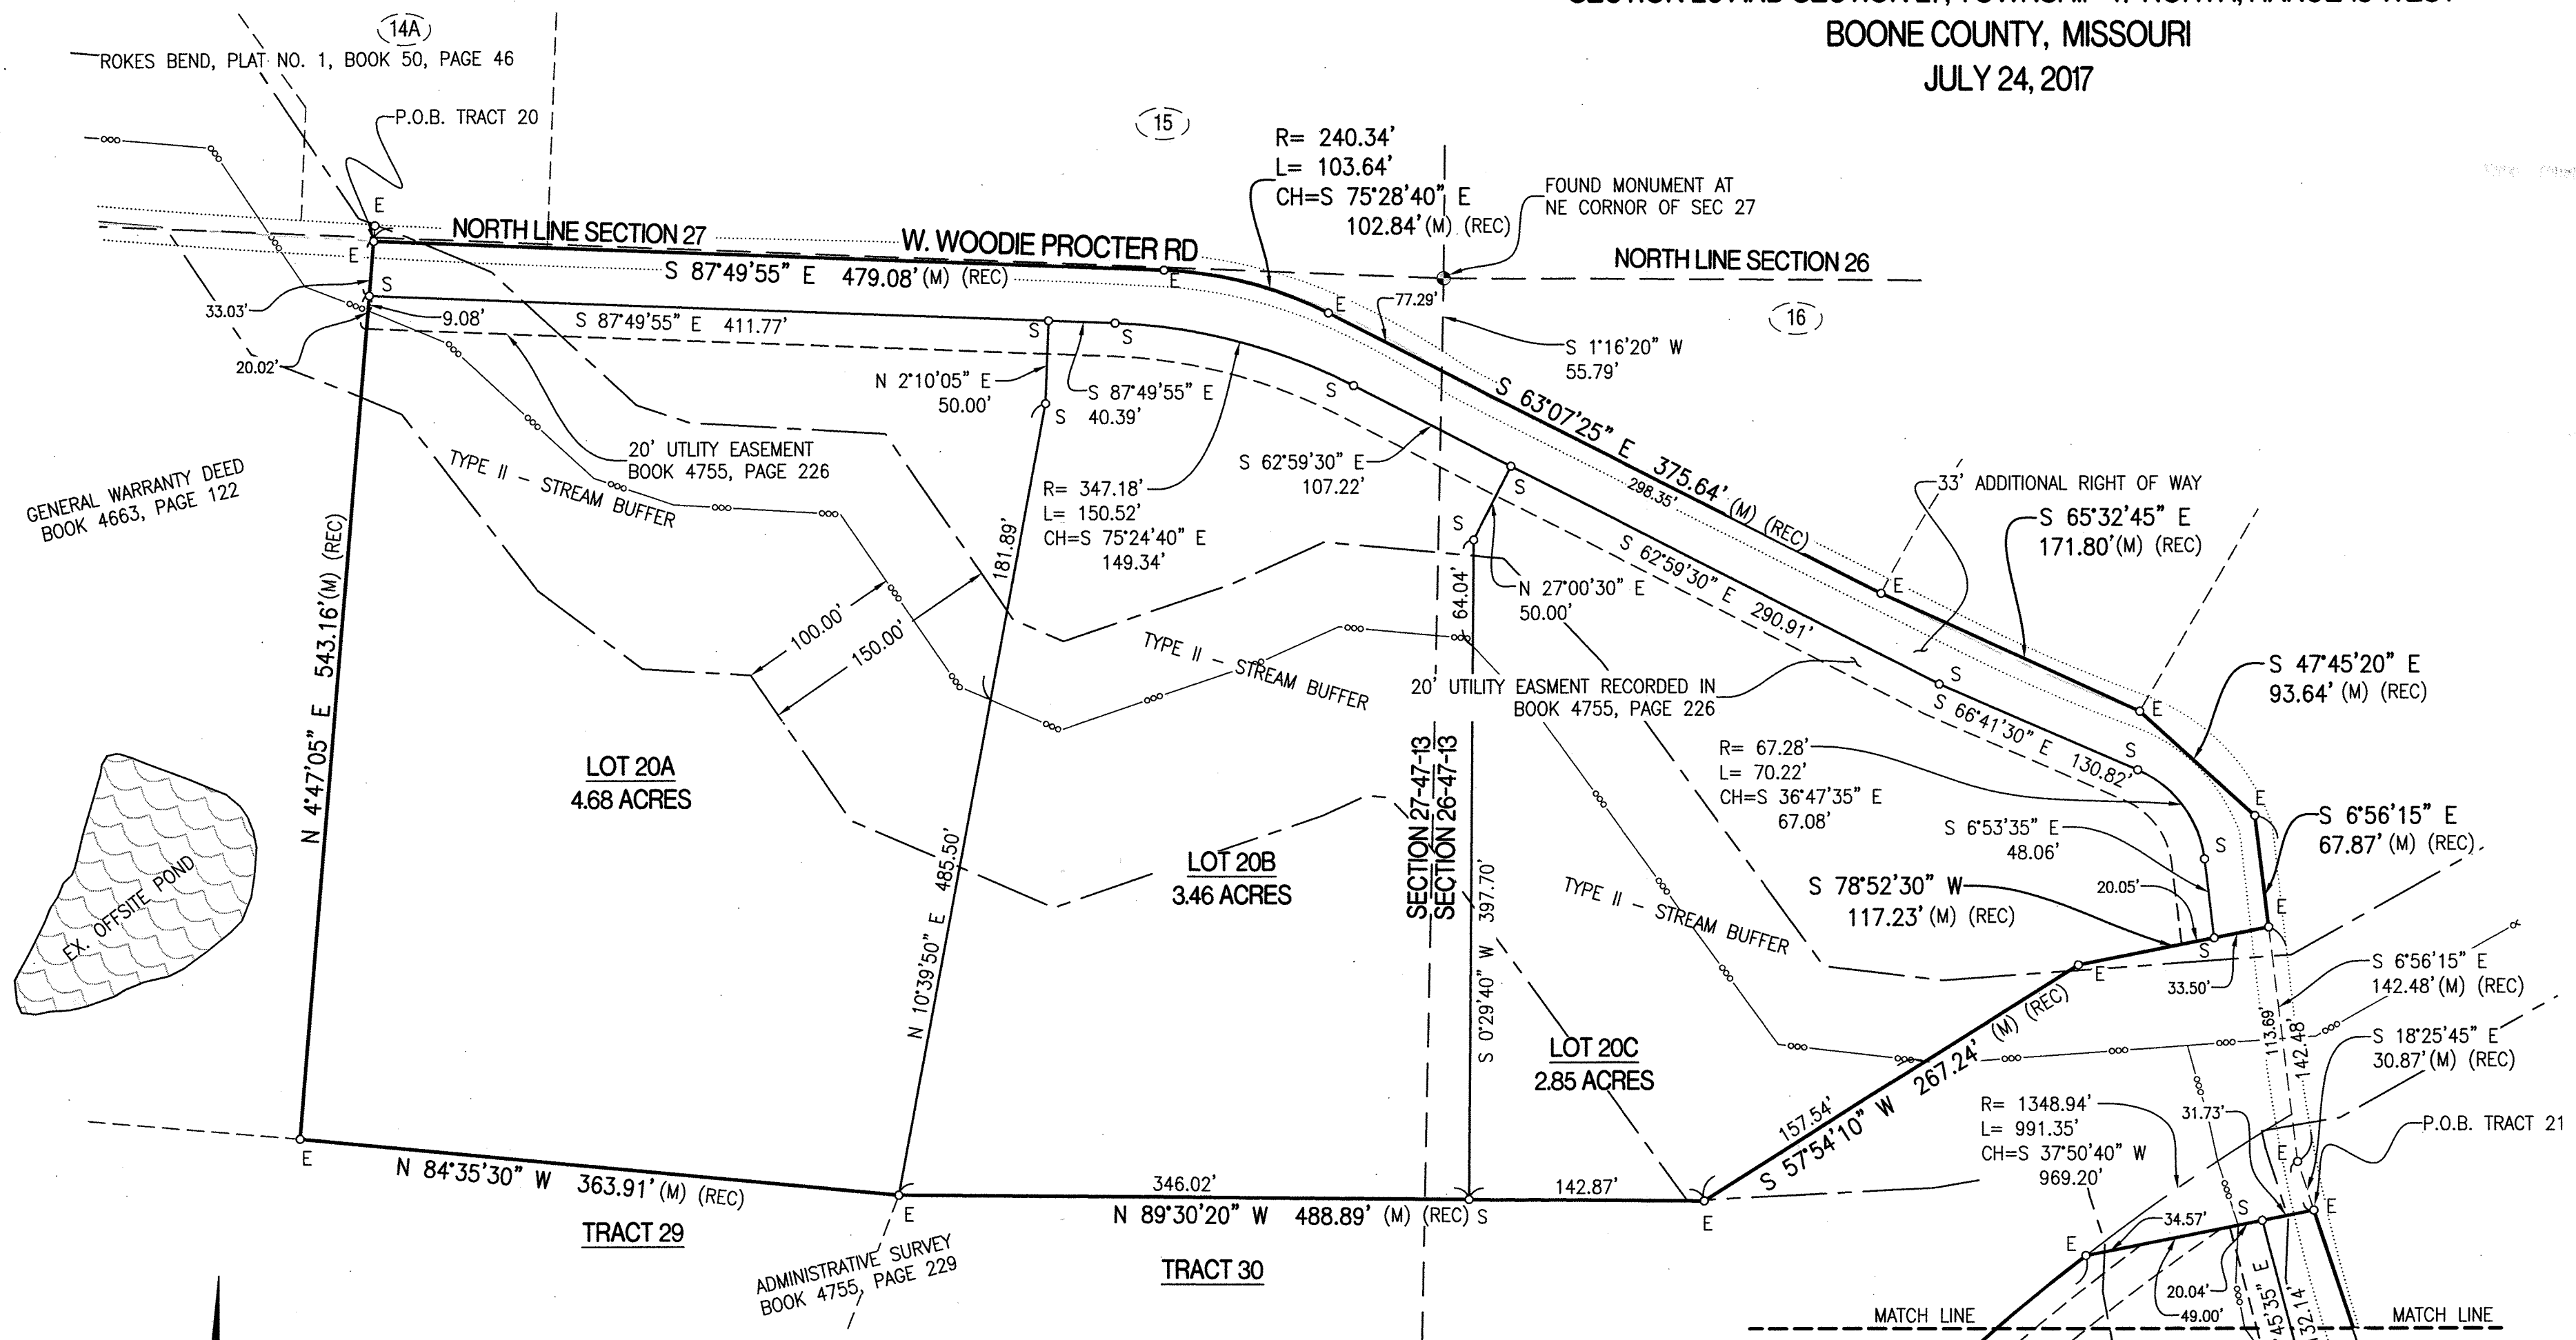 BOONE COUNTY, MISSOURI
JULY 24, 2017
14A
ROKES BEND, PLAT NO. 1, BOOK 50, PAGE 46
P.O.B. TRACT 20
15
R= 240.34'
L= 103.64'
CH=S 75°28'40" E
102.84' (M) (REC)
FOUND MONUMENT AT
NE CORNOR OF SEC 27
E
NORTH LINE SECTION 27
W. WOODIE PROCTER RD
NORTH LINE SECTION 26
E
S 87°49'55" E 479.08' (M) (REC)
E
E
77.29'
16
S
33.03'
9.08'
S 87°49'55" E 411.77'
S
S
S 1°16'20" W
55.79'
20.02'
N 2°10'05" E
50.00'
S
S 87°49'55" E
40.39'
S
S 63°07'25" E 375.64' (M) (REC)
298.35'
20' UTLITY EASEMENT
BOOK 4755, PAGE 226
TYPE II - STREAM BUFFER
S 62°59'30" E
107.22'
S
33' ADDITIONAL RIGHT OF WAY
GENERAL WARRANTY DEED
BOOK 4663, PAGE 122
R= 347.18'
L= 150.52'
CH=S 75°24'40" E
149.34'
S
S 65°32'45" E
171.80' (M) (REC)
N 4°47'05" E 543.16' (M) (REC)
181.89'
64.04'
N 27°00'30" E
50.00'
S 62°59'30" E 290.91'
E
100.00'
150.00'
TYPE II - STREAM BUFFER
20' UTILITY EASMENT RECORDED IN
BOOK 4755, PAGE 226
S
S 66°41'30" E 130.82'
S 47°45'20" E
93.64' (M) (REC)
E
LOT 20A
4.68 ACRES
SECTION 27-47-13
SECTION 26-47-13
R= 67.28'
L= 70.22'
CH=S 36°47'35" E
67.08'
S
E
S 6°56'15" E
67.87' (M) (REC)
S 6°53'35" E
48.06'
S
EX. OFFSITE POND
N 10°39'50" E 485.50'
LOT 20B
3.46 ACRES
S 0°29'40" W 397.70'
TYPE II - STREAM BUFFER
S 78°52'30" W
117.23' (M) (REC)
20.05'
E
S
E
33.50'
S 6°56'15" E
142.48' (M) (REC)
113.69'
142.48'
LOT 20C
2.85 ACRES
S 57°54'10" W 267.24' (M) (REC)
157.54'
S 18°25'45" E
30.87' (M) (REC)
R= 1348.94'
L= 991.35'
CH=S 37°50'40" W
969.20'
31.73'
P.O.B. TRACT 21
E
E
N 84°35'30" W 363.91' (M) (REC)
E
346.02'
N 89°30'20" W 488.89' (M) (REC)
S
142.87'
E
TRACT 29
ADMINISTRATIVE SURVEY
BOOK 4755, PAGE 229
TRACT 30
E
34.57'
S
E
20.04'
49.00'
45'35" E
32.14'
MATCH LINE
MATCH LINE